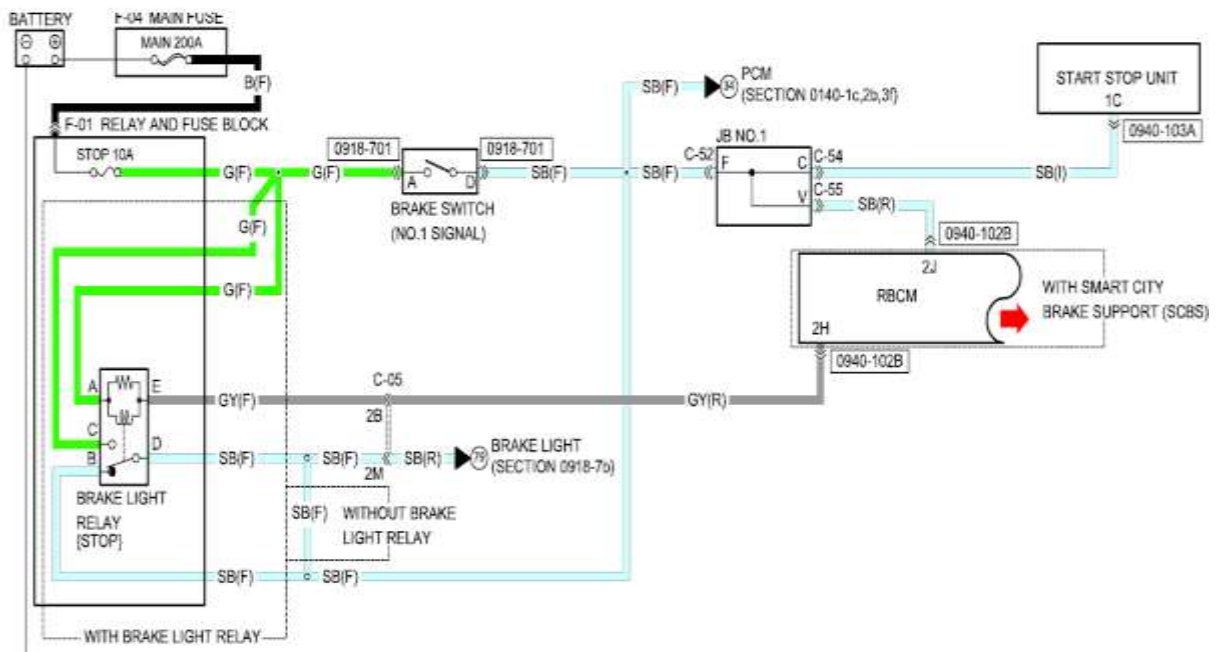 BATTERY
F-04 MAIN FUSE
MAIN 200A
B(F)
F-01 RELAY AND FUSE BLOCK
STOP 10A
G(F)
G(F)
G(F)
G(F)
0918-701
0918-701
A
D
BRAKE SWITCH
(NO.1 SIGNAL)
SB(F)
SB(F)
PCM
(SECTION 0140-1c,2b,3f)
SB(F)
C-52
JB NO.1
F
C
V
C-54
C-55
START STOP UNIT
1C
0940-103A
SB(I)
SB(R)
0940-102B
2J
RBCM
2H
0940-102B
WITH SMART CITY
BRAKE SUPPORT (SCBS)
A
E
C
D
B
BRAKE LIGHT
RELAY
{STOP}
GY(F)
C-05
2B
GY(R)
SB(F)
SB(F)
SB(R)
2M
79
BRAKE LIGHT
(SECTION 0918-7b)
SB(F)
WITHOUT BRAKE
LIGHT RELAY
SB(F)
SB(F)
WITH BRAKE LIGHT RELAY